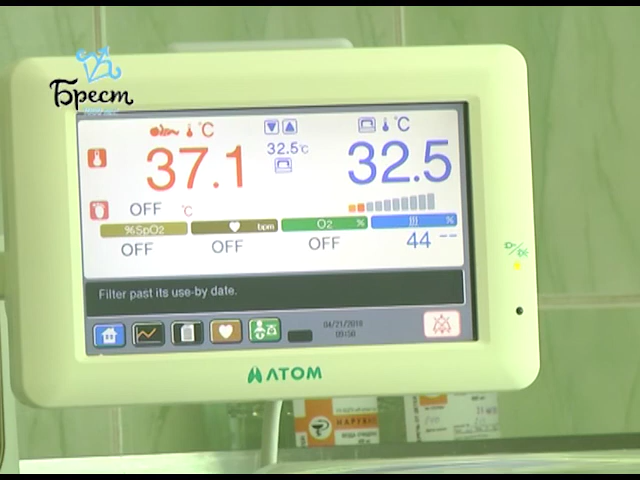 Брест
°C
°C
37.1
32.5°C
32.5
OFF °C
%SpO2
bpm
O2 %
%
OFF
OFF
OFF
44 --
Filter past its use-by date.
04/21/2018
09:56
ATOM